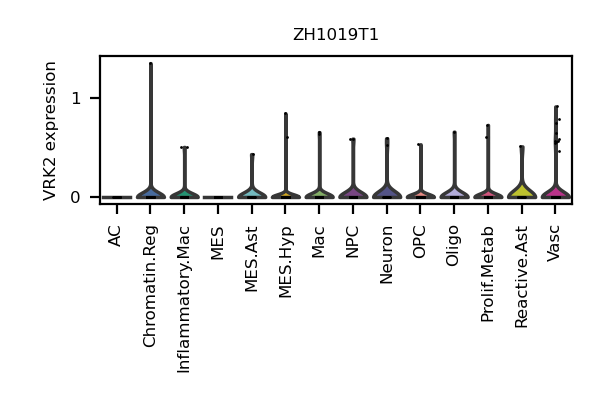 ZH1019T1
VRK2 expression
1
0
AC
Chromatin.Reg
Inflammatory.Mac
MES
MES.Ast
MES.Hyp
Mac
NPC
Neuron
OPC
Oligo
Prolif.Metab
Reactive.Ast
Vasc